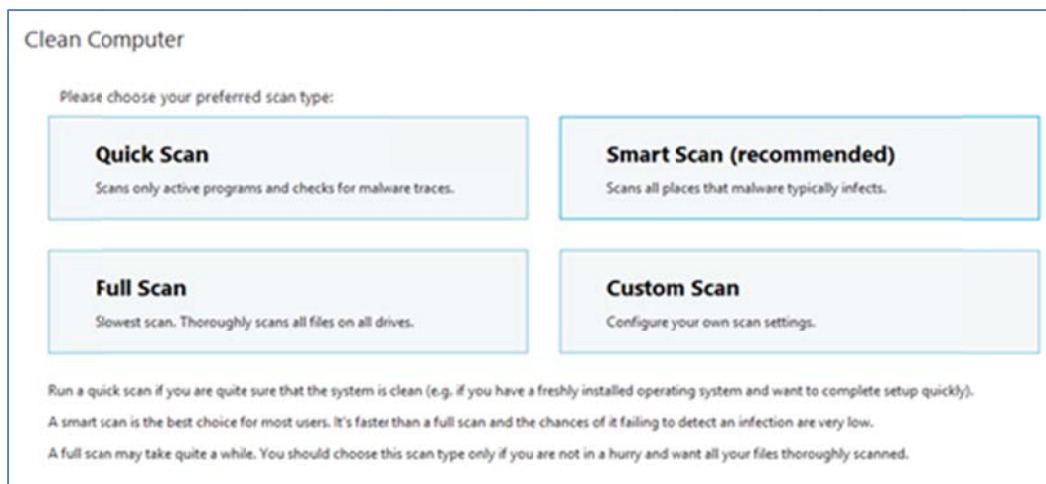 Clean Computer
Please choose your preferred scan type:
Quick Scan
Scans only active programs and checks for malware traces.
Smart Scan (recommended)
Scans all places that malware typically infects.
Full Scan
Slowest scan. Thoroughly scans all files on all drives.
Custom Scan
Configure your own scan settings.
Run a quick scan if you are quite sure that the system is clean (e.g. if you have a freshly installed operating system and want to complete setup quickly).
A smart scan is the best choice for most users. It's faster than a full scan and the chances of it failing to detect an infection are very low.
A full scan may take quite a while. You should choose this scan type only if you are not in a hurry and want all your files thoroughly scanned.